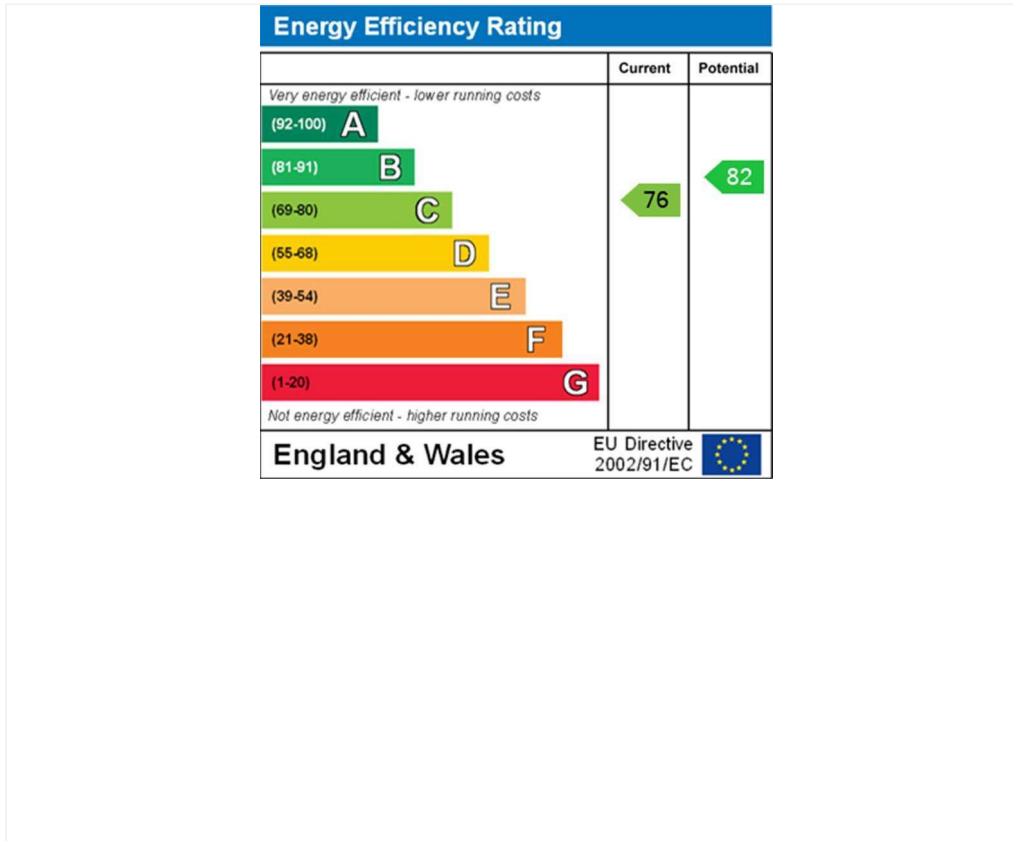 Energy Efficiency Rating
Current Potential
Very energy efficient - lower running costs
(92-100) A
(81-91) B
82
(69-80) C
76
(55-68) D
(39-54) E
(21-38) F
(1-20) G
Not energy efficient - higher running costs
England & Wales
EU Directive
2002/91/EC